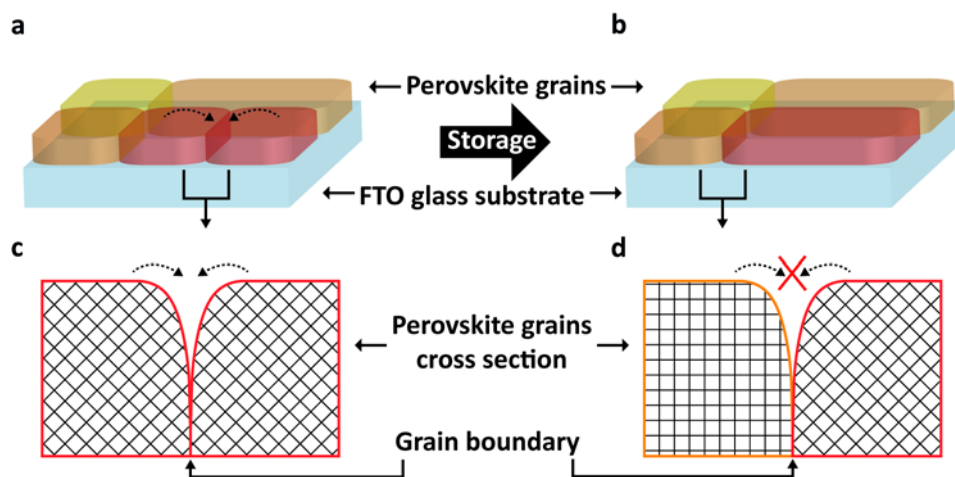 a
b
Perovskite grains
Storage
FTO glass substrate
c
d
Perovskite grains
cross section
Grain boundary